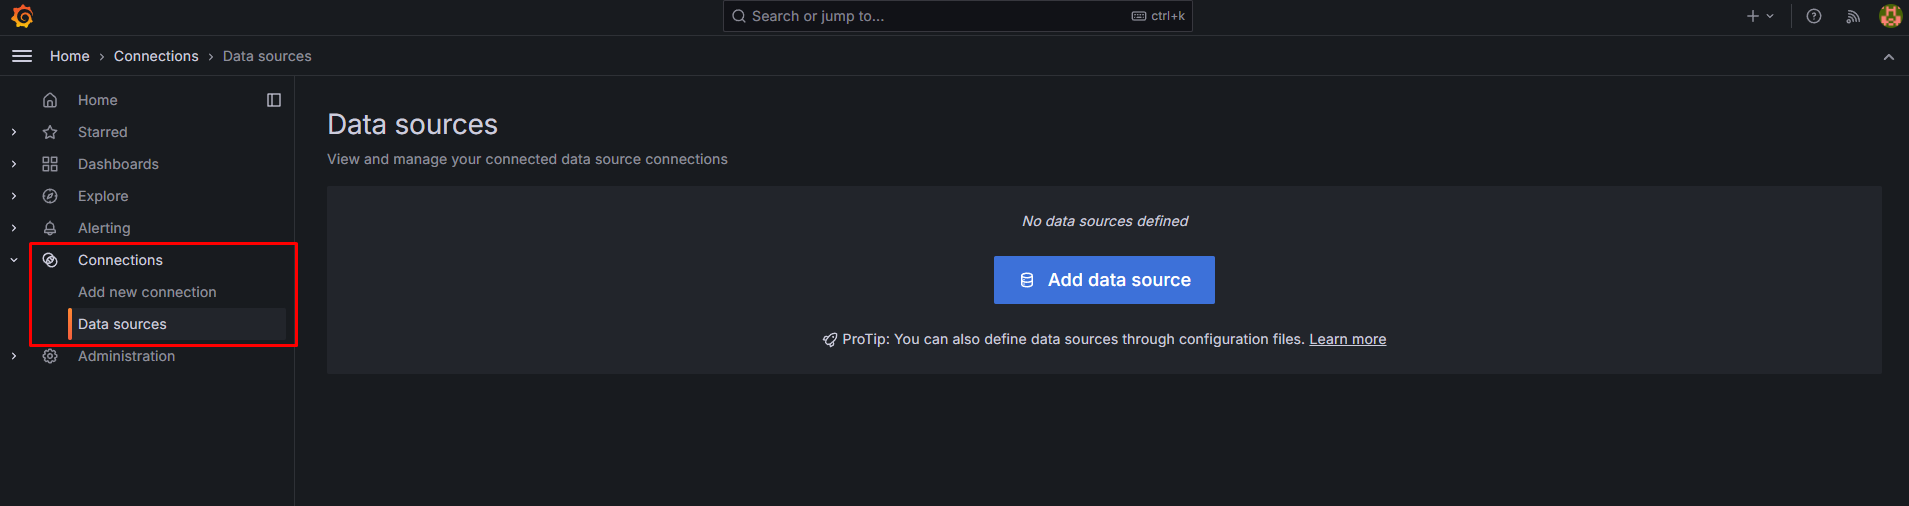 Search or jump to...
ctrl+k
Home › Connections › Data sources
Home
Starred
Dashboards
Explore
Alerting
Connections
Add new connection
Data sources
Administration
Data sources
View and manage your connected data source connections
No data sources defined
Add data source
ProTip: You can also define data sources through configuration files. Learn more